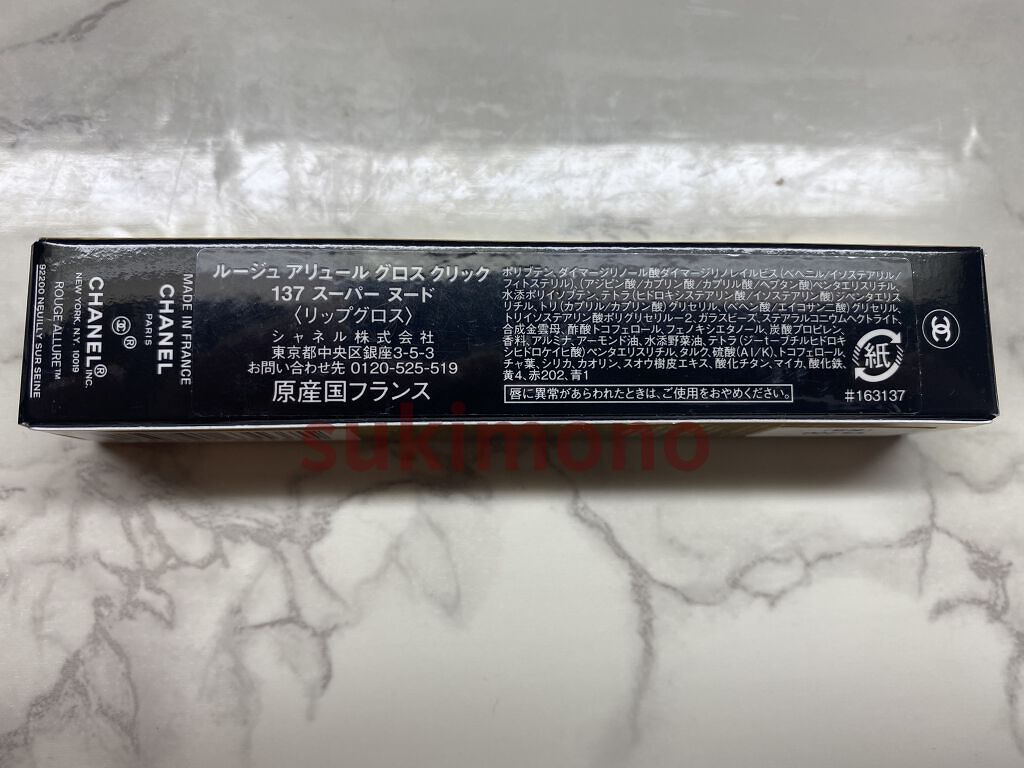 92200 NEUILLY SUR SEINE
ROUGE ALLURE™
NEW YORK, N.Y. 10019
CHANEL® INC.
®
PARIS
CHANEL
MADE IN FRANCE
ルージュ アリュール グロス クリック
137 スーパー ヌード
〈リップグロス〉
シャネル株式会社
東京都中央区銀座3-5-3
お問い合わせ先 0120-525-519
原産国フランス
ポリブテン、ダイマージリノール酸ダイマージリノレイルビス(ベヘニル/イソステアリル/
フィトステリル)、(アジピン酸/カプリン酸/カプリル酸/ヘプタン酸)ペンタエリスリチル、
水添ポリイソブテン、テトラ(ヒドロキシステアリン酸/イソステアリン酸)ジペンタエリス
リチル、トリ(カプリル/カプリン酸)グリセリル、(ベヘン酸/エイコサン二酸)グリセリル、
トリイソステアリン酸ポリグリセリル-2、ガラスビーズ、ステアラルコニウムヘクトライト、
合成金雲母、酢酸トコフェロール、フェノキシエタノール、炭酸プロピレン、
香料、アルミナ、アーモンド油、水添野菜油、テトラ(ジ-t-ブチルヒドロキ
シヒドロケイヒ酸)ペンタエリスリチル、タルク、硫酸(Al/K)、トコフェロール、
チャ葉、シリカ、カオリン、スオウ樹皮エキス、酸化チタン、マイカ、酸化鉄、
黄4、赤202、青1
唇に異常があらわれたときは、ご使用をおやめください。
紙
#163137
sukimono